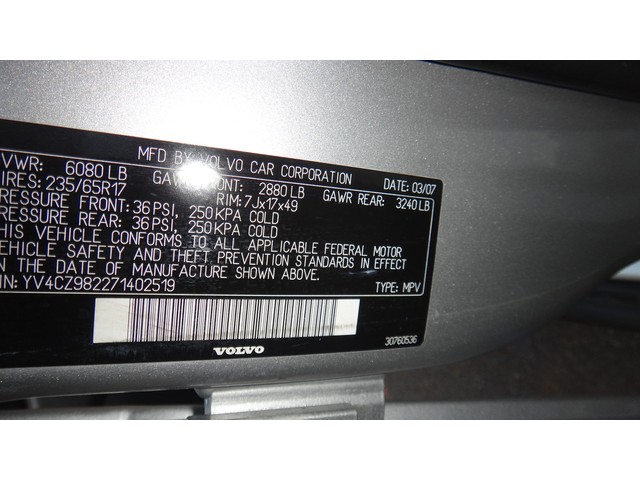 MFD BY VOLVO CAR CORPORATION DATE: 03/07
VWR: 6080 LB GAWR FRONT: 2880 LB GAWR REAR: 3240 LB
IRES: 235/65R17 RIM: 7Jx17x49
RESSURE FRONT: 36 PSI, 250 KPA COLD
RESSURE REAR: 36 PSI, 250 KPA COLD
HIS VEHICLE CONFORMS TO ALL APPLICABLE FEDERAL MOTOR
EHICLE SAFETY AND THEFT PREVENTION STANDARDS IN EFFECT
N THE DATE OF MANUFACTURE SHOWN ABOVE.
IN: YV4CZ982271402519 TYPE: MPV
VOLVO 30760536